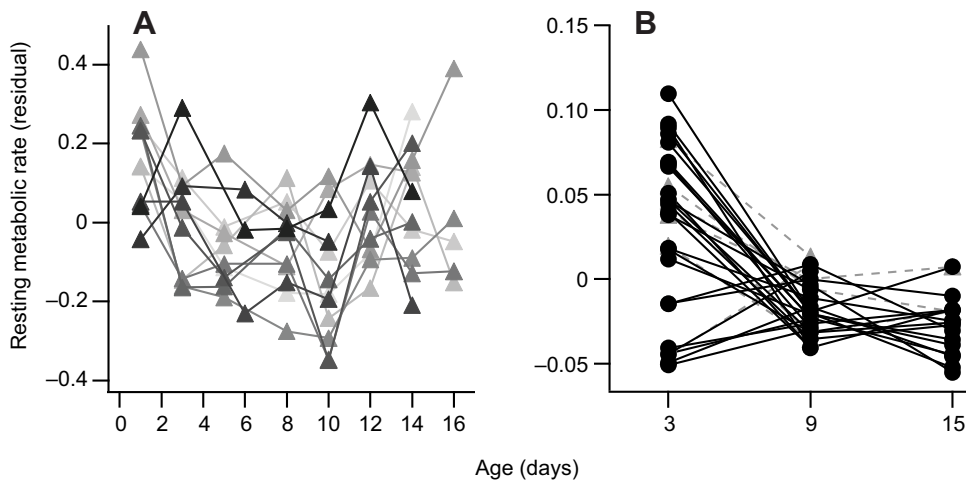 A
B
Resting metabolic rate (residual)
0.4
0.2
0
–0.2
–0.4
0 2 4 6 8 10 12 14 16
0.15
0.10
0.05
0
–0.05
3 9 15
Age (days)